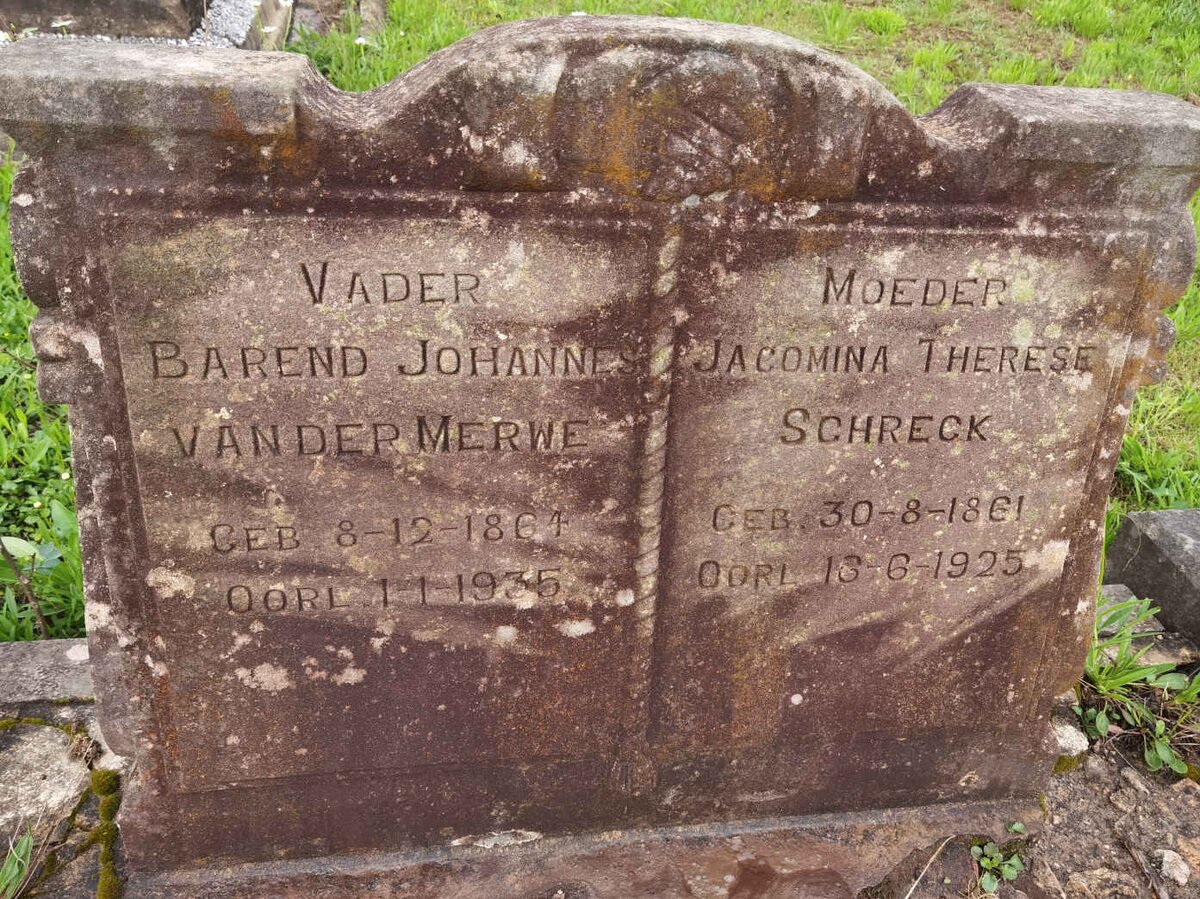 VADER
BAREND JOHANNES
VAN DER MERWE
GEB 8-12-1864
OORL. 1-1-1935
MOEDER
JACOMINA THERESE
SCHRECK
GEB. 30-8-1861
OORL 16-6-1925